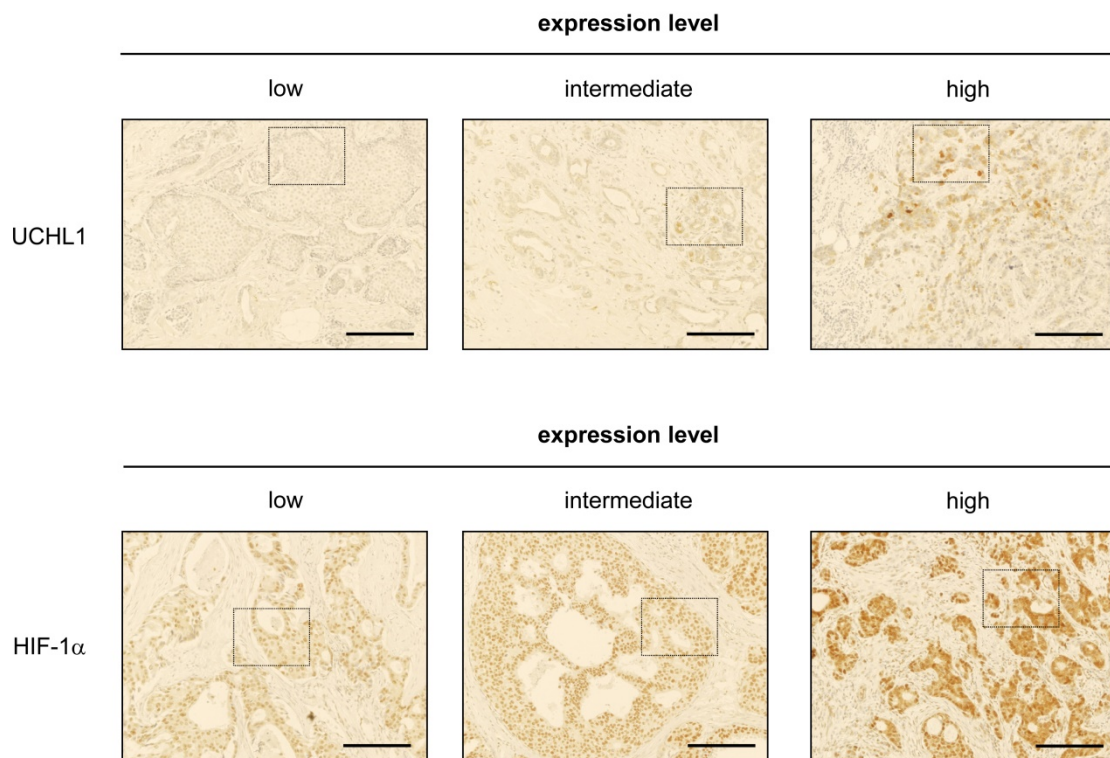 expression level
low intermediate high
UCHL1
expression level
low intermediate high
HIF-1α